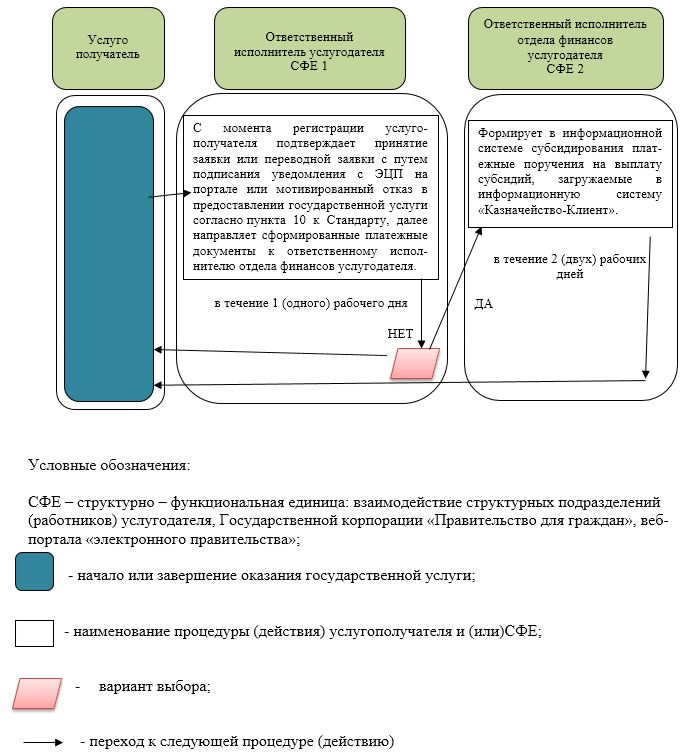 Услуго
получатель
Ответственный
исполнитель услугодателя
СФЕ 1
Ответственный исполнитель
отдела финансов
услугодателя
СФЕ 2
С момента регистрации услуго-
получателя подтверждает принятие
заявки или переводной заявки с путем
подписания уведомления с ЭЦП на
портале или мотивированный отказ в
предоставлении государственной услуги
согласно пункта 10 к Стандарту, далее
направляет сформированные платежные
документы к ответственному испол-
нителю отдела финансов услугодателя.
Формирует в информационной
системе субсидирования плат-
ежные поручения на выплату
субсидий, загружаемые в
информационную систему
«Казначейство-Клиент».
в течение 1 (одного) рабочего дня
в течение 2 (двух) рабочих
дней
НЕТ
ДА
Условные обозначения:
СФЕ – структурно – функциональная единица: взаимодействие структурных подразделений
(работников) услугодателя, Государственной корпорации «Правительство для граждан», веб-
портала «электронного правительства»;
- начало или завершение оказания государственной услуги;
- наименование процедуры (действия) услугополучателя и (или)СФЕ;
- вариант выбора;
- переход к следующей процедуре (действию)